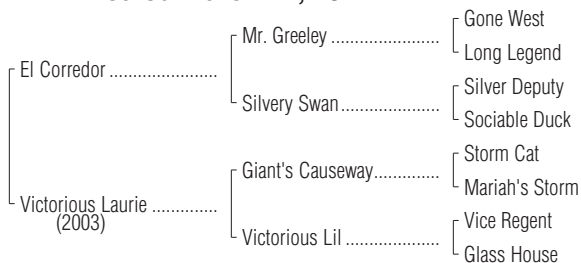 Gone West
Mr. Greeley ........................
Long Legend
El Corredor ........................
Silver Deputy
Silvery Swan ......................
Sociable Duck
Storm Cat
Giant's Causeway ..............
Mariah's Storm
Victorious Laurie ..............
(2003)
Vice Regent
Victorious Lil .....................
Glass House